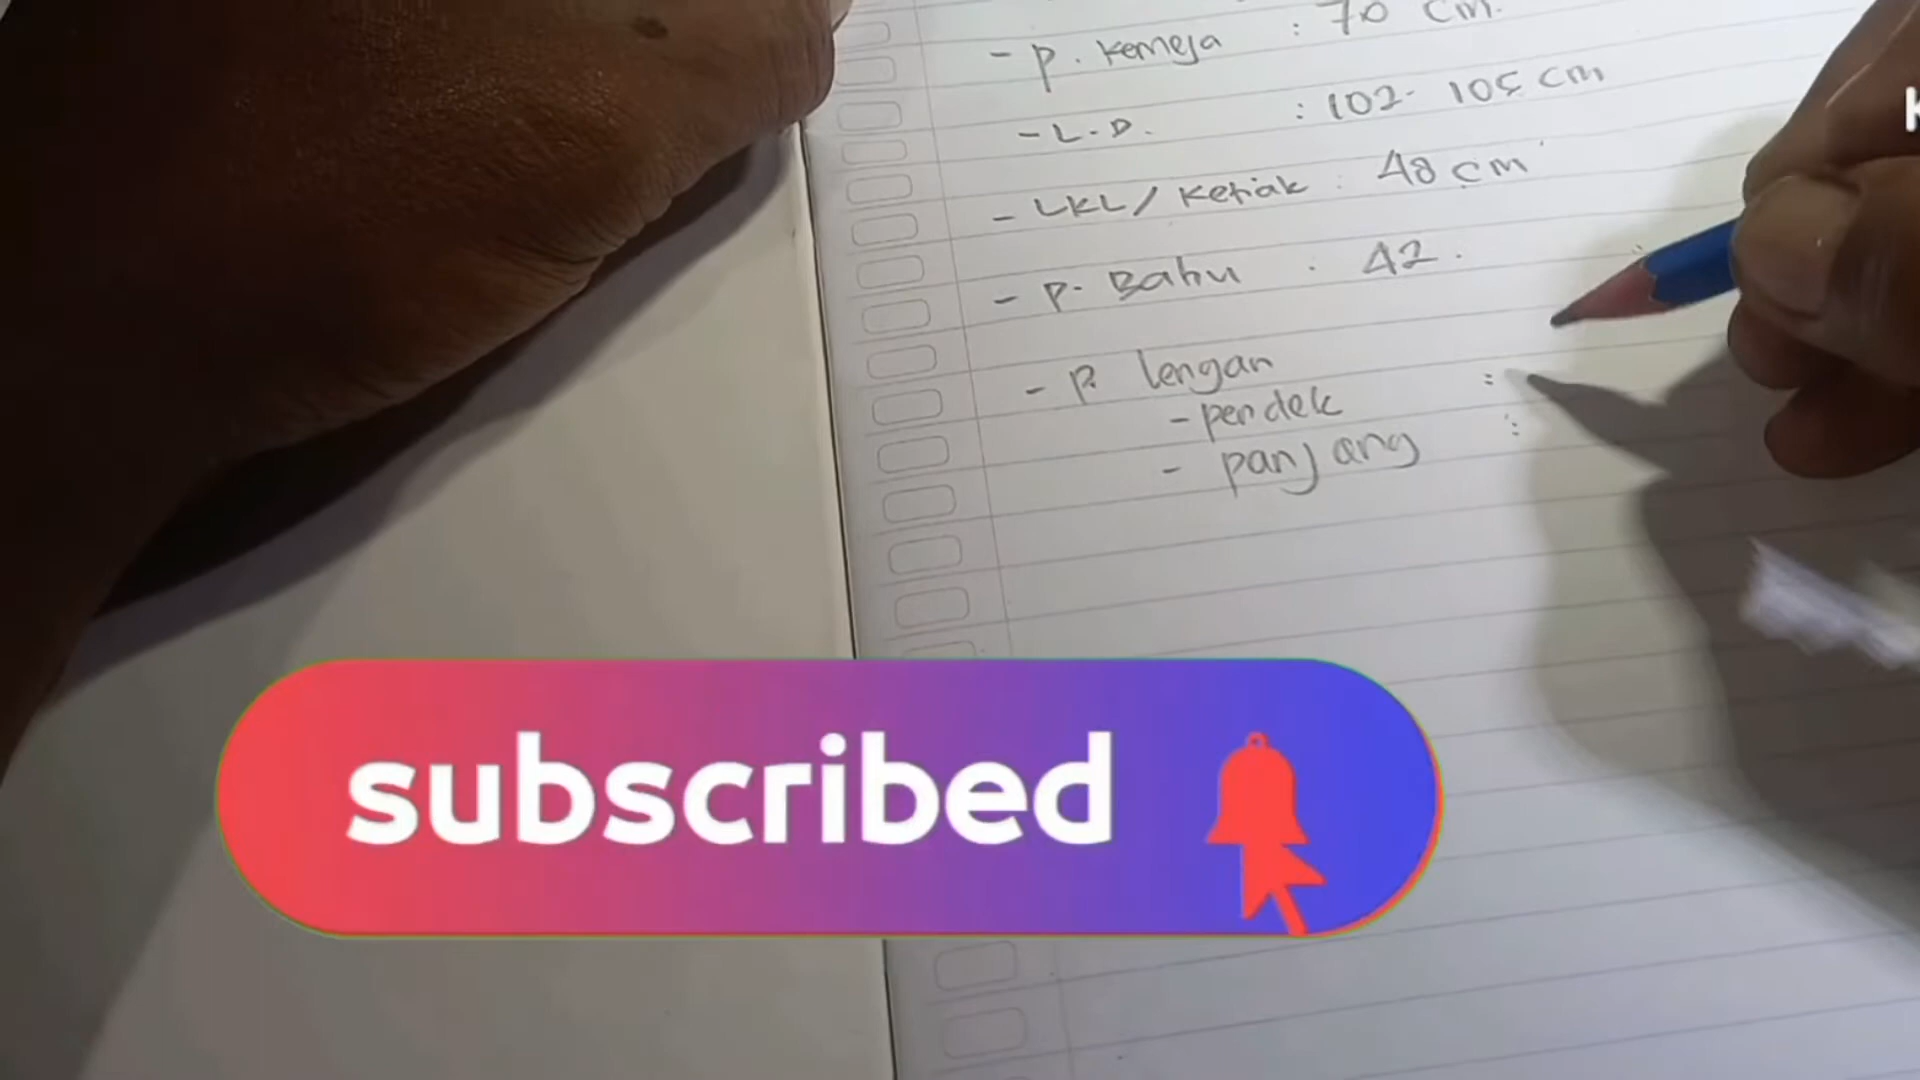 - P. Kemeja : 70 cm.
- L.D. : 102- 105 cm
- LKL/ Ketiak : 48 cm
- P. Bahu : 42.
- P. lengan
- pendek :
- panjang :
subscribed
K